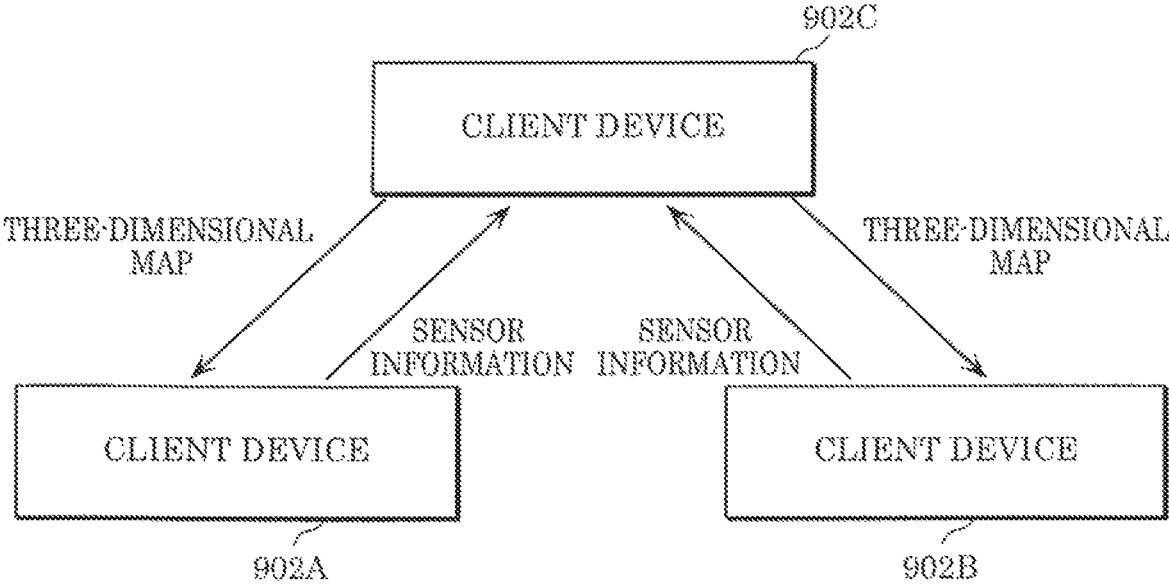 902C
CLIENT DEVICE
THREE-DIMENSIONAL
MAP
THREE-DIMENSIONAL
MAP
SENSOR
INFORMATION
SENSOR
INFORMATION
CLIENT DEVICE
CLIENT DEVICE
902A
902B